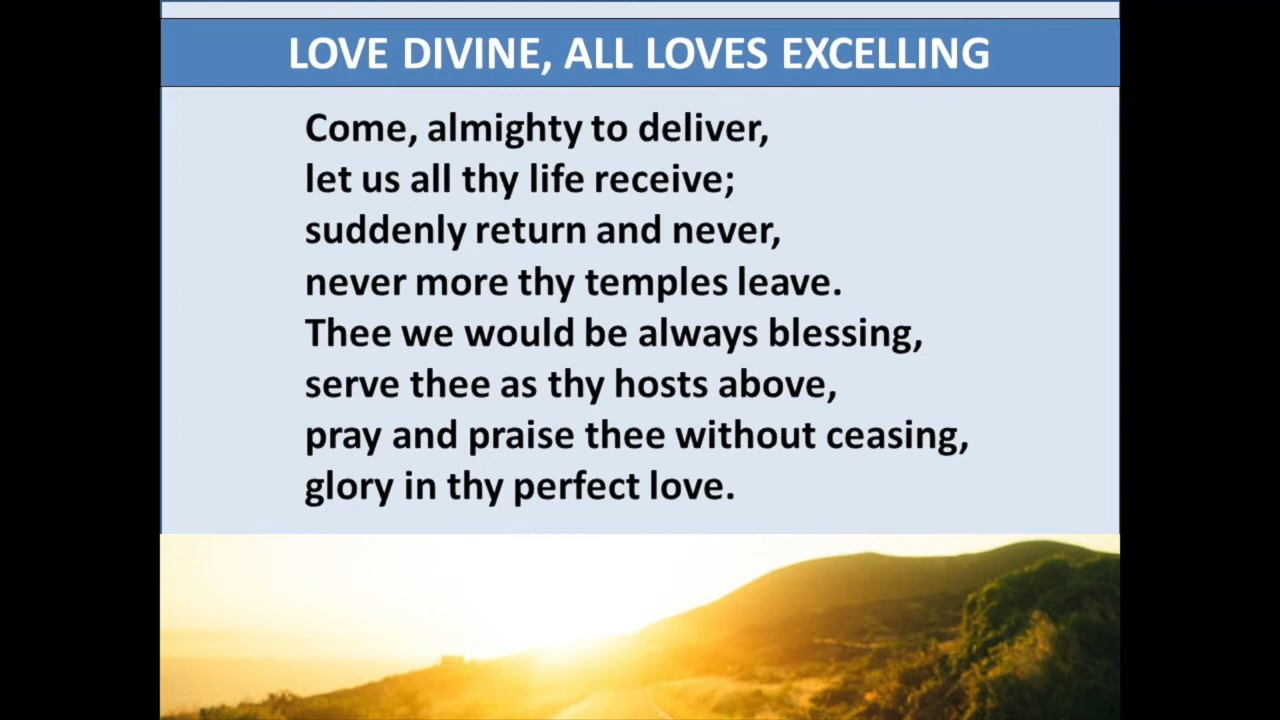 LOVE DIVINE, ALL LOVES EXCELLING
Come, almighty to deliver,
let us all thy life receive;
suddenly return and never,
never more thy temples leave.
Thee we would be always blessing,
serve thee as thy hosts above,
pray and praise thee without ceasing,
glory in thy perfect love.